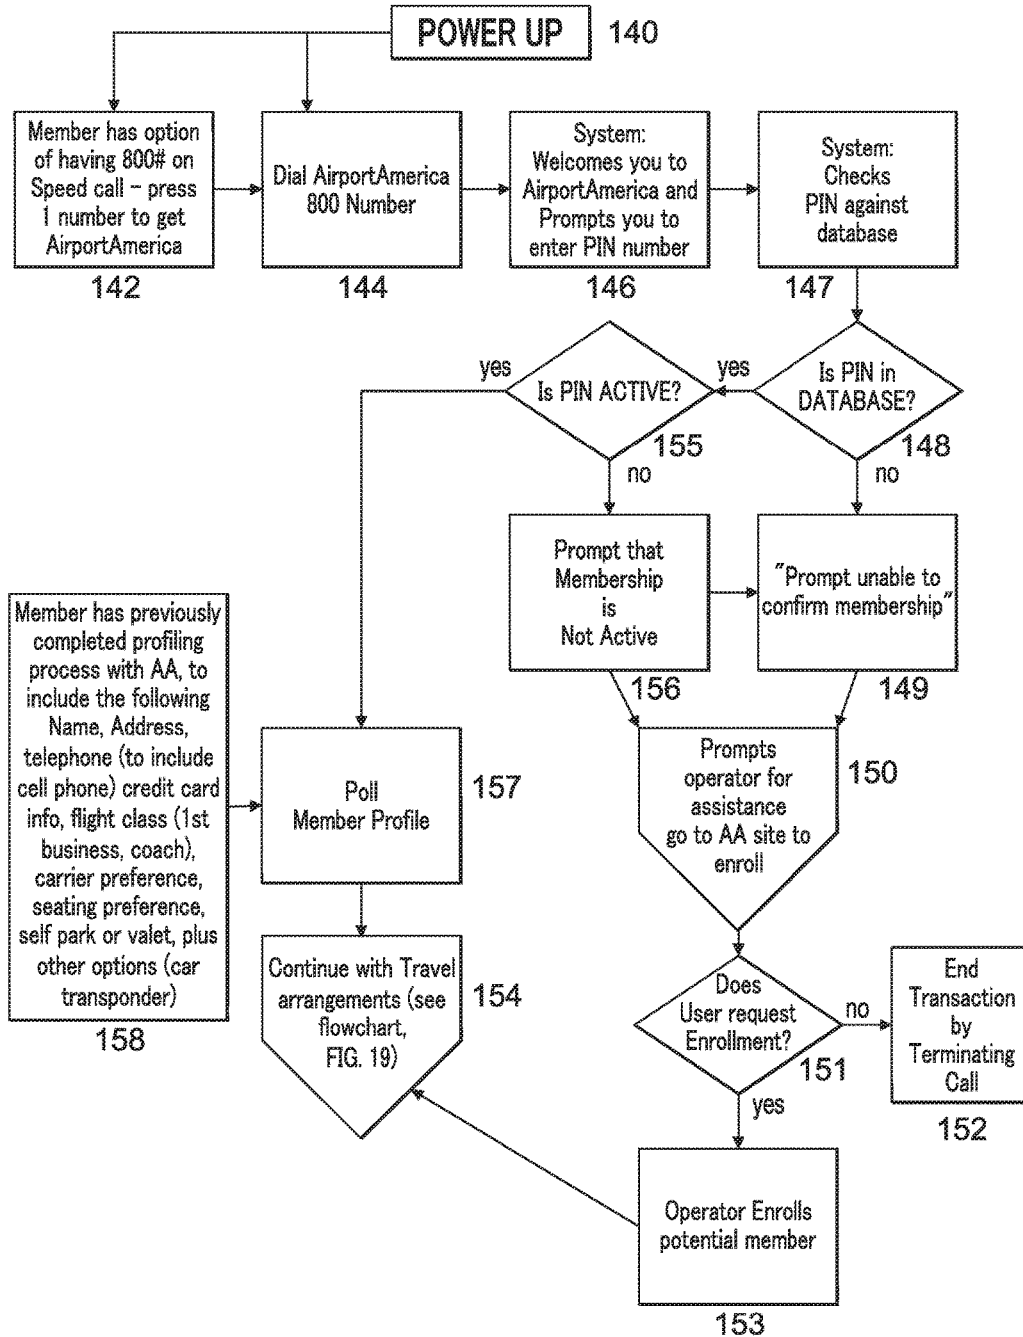 POWER UP
140
Member has option
of having 800# on
Speed call - press
1 number to get
AirportAmerica
142
Dial AirportAmerica
800 Number
144
System:
Welcomes you to
AirportAmerica and
Prompts you to
enter PIN number
146
System:
Checks
PIN against
database
147
Is PIN in
DATABASE?
148
yes
no
Is PIN ACTIVE?
155
yes
no
Prompt that
Membership
is
Not Active
156
"Prompt unable to
confirm membership"
149
Member has previously
completed profiling
process with AA, to
include the following
Name, Address,
telephone (to include
cell phone) credit card
info, flight class (1st
business, coach),
carrier preference,
seating preference,
self park or valet, plus
other options (car
transponder)
158
Poll
Member Profile
157
Prompts
operator for
assistance
go to AA site to
enroll
150
Continue with Travel
arrangements (see
flowchart,
FIG. 19)
154
Does
User request
Enrollment?
151
no
yes
End
Transaction
by
Terminating
Call
152
Operator Enrolls
potential member
153